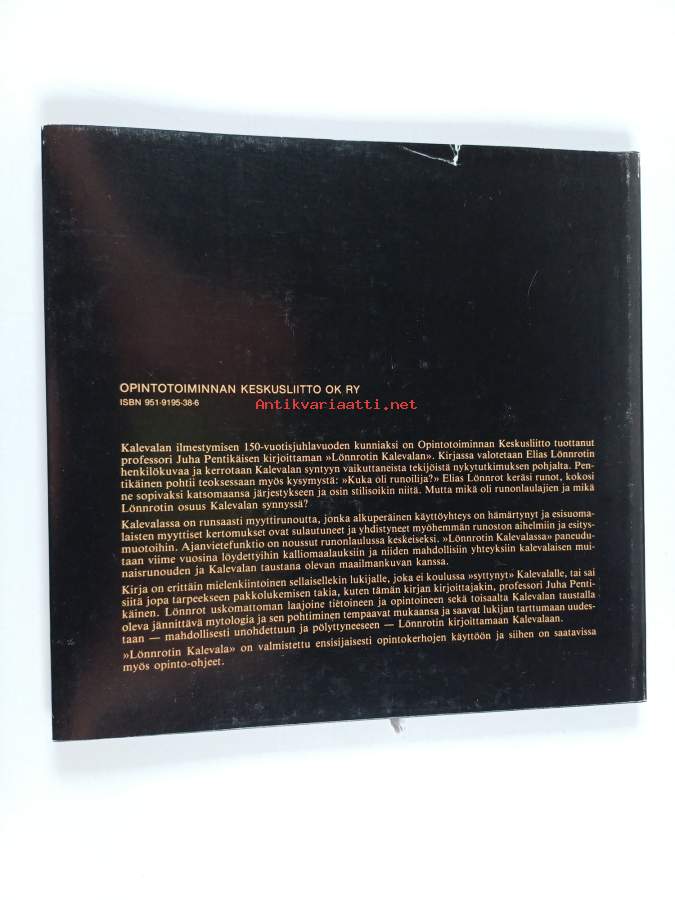 OPINTOTOIMINNAN KESKUSLIITTO OK RY
ISBN 951-9195-38-6
Antikvariaatti.net
Kalevalan ilmestymisen 150-vuotisjuhlavuoden kunniaksi on Opintotoiminnan Keskusliitto tuottanut
professori Juha Pentikäisen kirjoittaman »Lönnrotin Kalevalan». Kirjassa valotetaan Elias Lönnrotin
henkilökuvaa ja kerrotaan Kalevalan syntyyn vaikuttaneista tekijöistä nykytutkimuksen pohjalta. Pen-
tikäinen pohtii teoksessaan myös kysymystä: »Kuka oli runoilija?» Elias Lönnrot keräsi runot, kokosi
ne sopivaksi katsomaansa järjestykseen ja osin stilisoikin niitä. Mutta mikä oli runonlaulajien ja mikä
Lönnrotin osuus Kalevalan synnyssä?
Kalevalassa on runsaasti myyttirunoutta, jonka alkuperäinen käyttöyhteys on hämärtynyt ja esisuoma-
laisten myyttiset kertomukset ovat sulautuneet ja yhdistyneet myöhemmän runoston aihelmiin ja esitys-
muotoihin. Ajanvietefunktio on noussut runonlaulussa keskeiseksi. »Lönnrotin Kalevalassa» paneudu-
taan viime vuosina löydettyihin kalliomaalauksiin ja niiden mahdollisiin yhteyksiin kalevalaisen mui-
naisrunouden ja Kalevalan taustana olevan maailmankuvan kanssa.
Kirja on erittäin mielenkiintoinen sellaisellekin lukijalle, joka ei koulussa »syttynyt» Kalevalalle, tai sai
siitä jopa tarpeekseen pakkolukemisen takia, kuten tämän kirjan kirjoittajakin, professori Juha Penti-
käinen. Lönnrot uskomattoman laajoine tietoineen ja opintoineen sekä toisaalta Kalevalan taustalla
oleva jännittävä mytologia ja sen pohtiminen tempaavat mukaansa ja saavat lukijan tarttumaan uudes-
taan — mahdollisesti unohdettuun ja pölyttyneeseen — Lönnrotin kirjoittamaan Kalevalaan.
»Lönnrotin Kalevala» on valmistettu ensisijaisesti opintokerhojen käyttöön ja siihen on saatavissa
myös opinto-ohjeet.